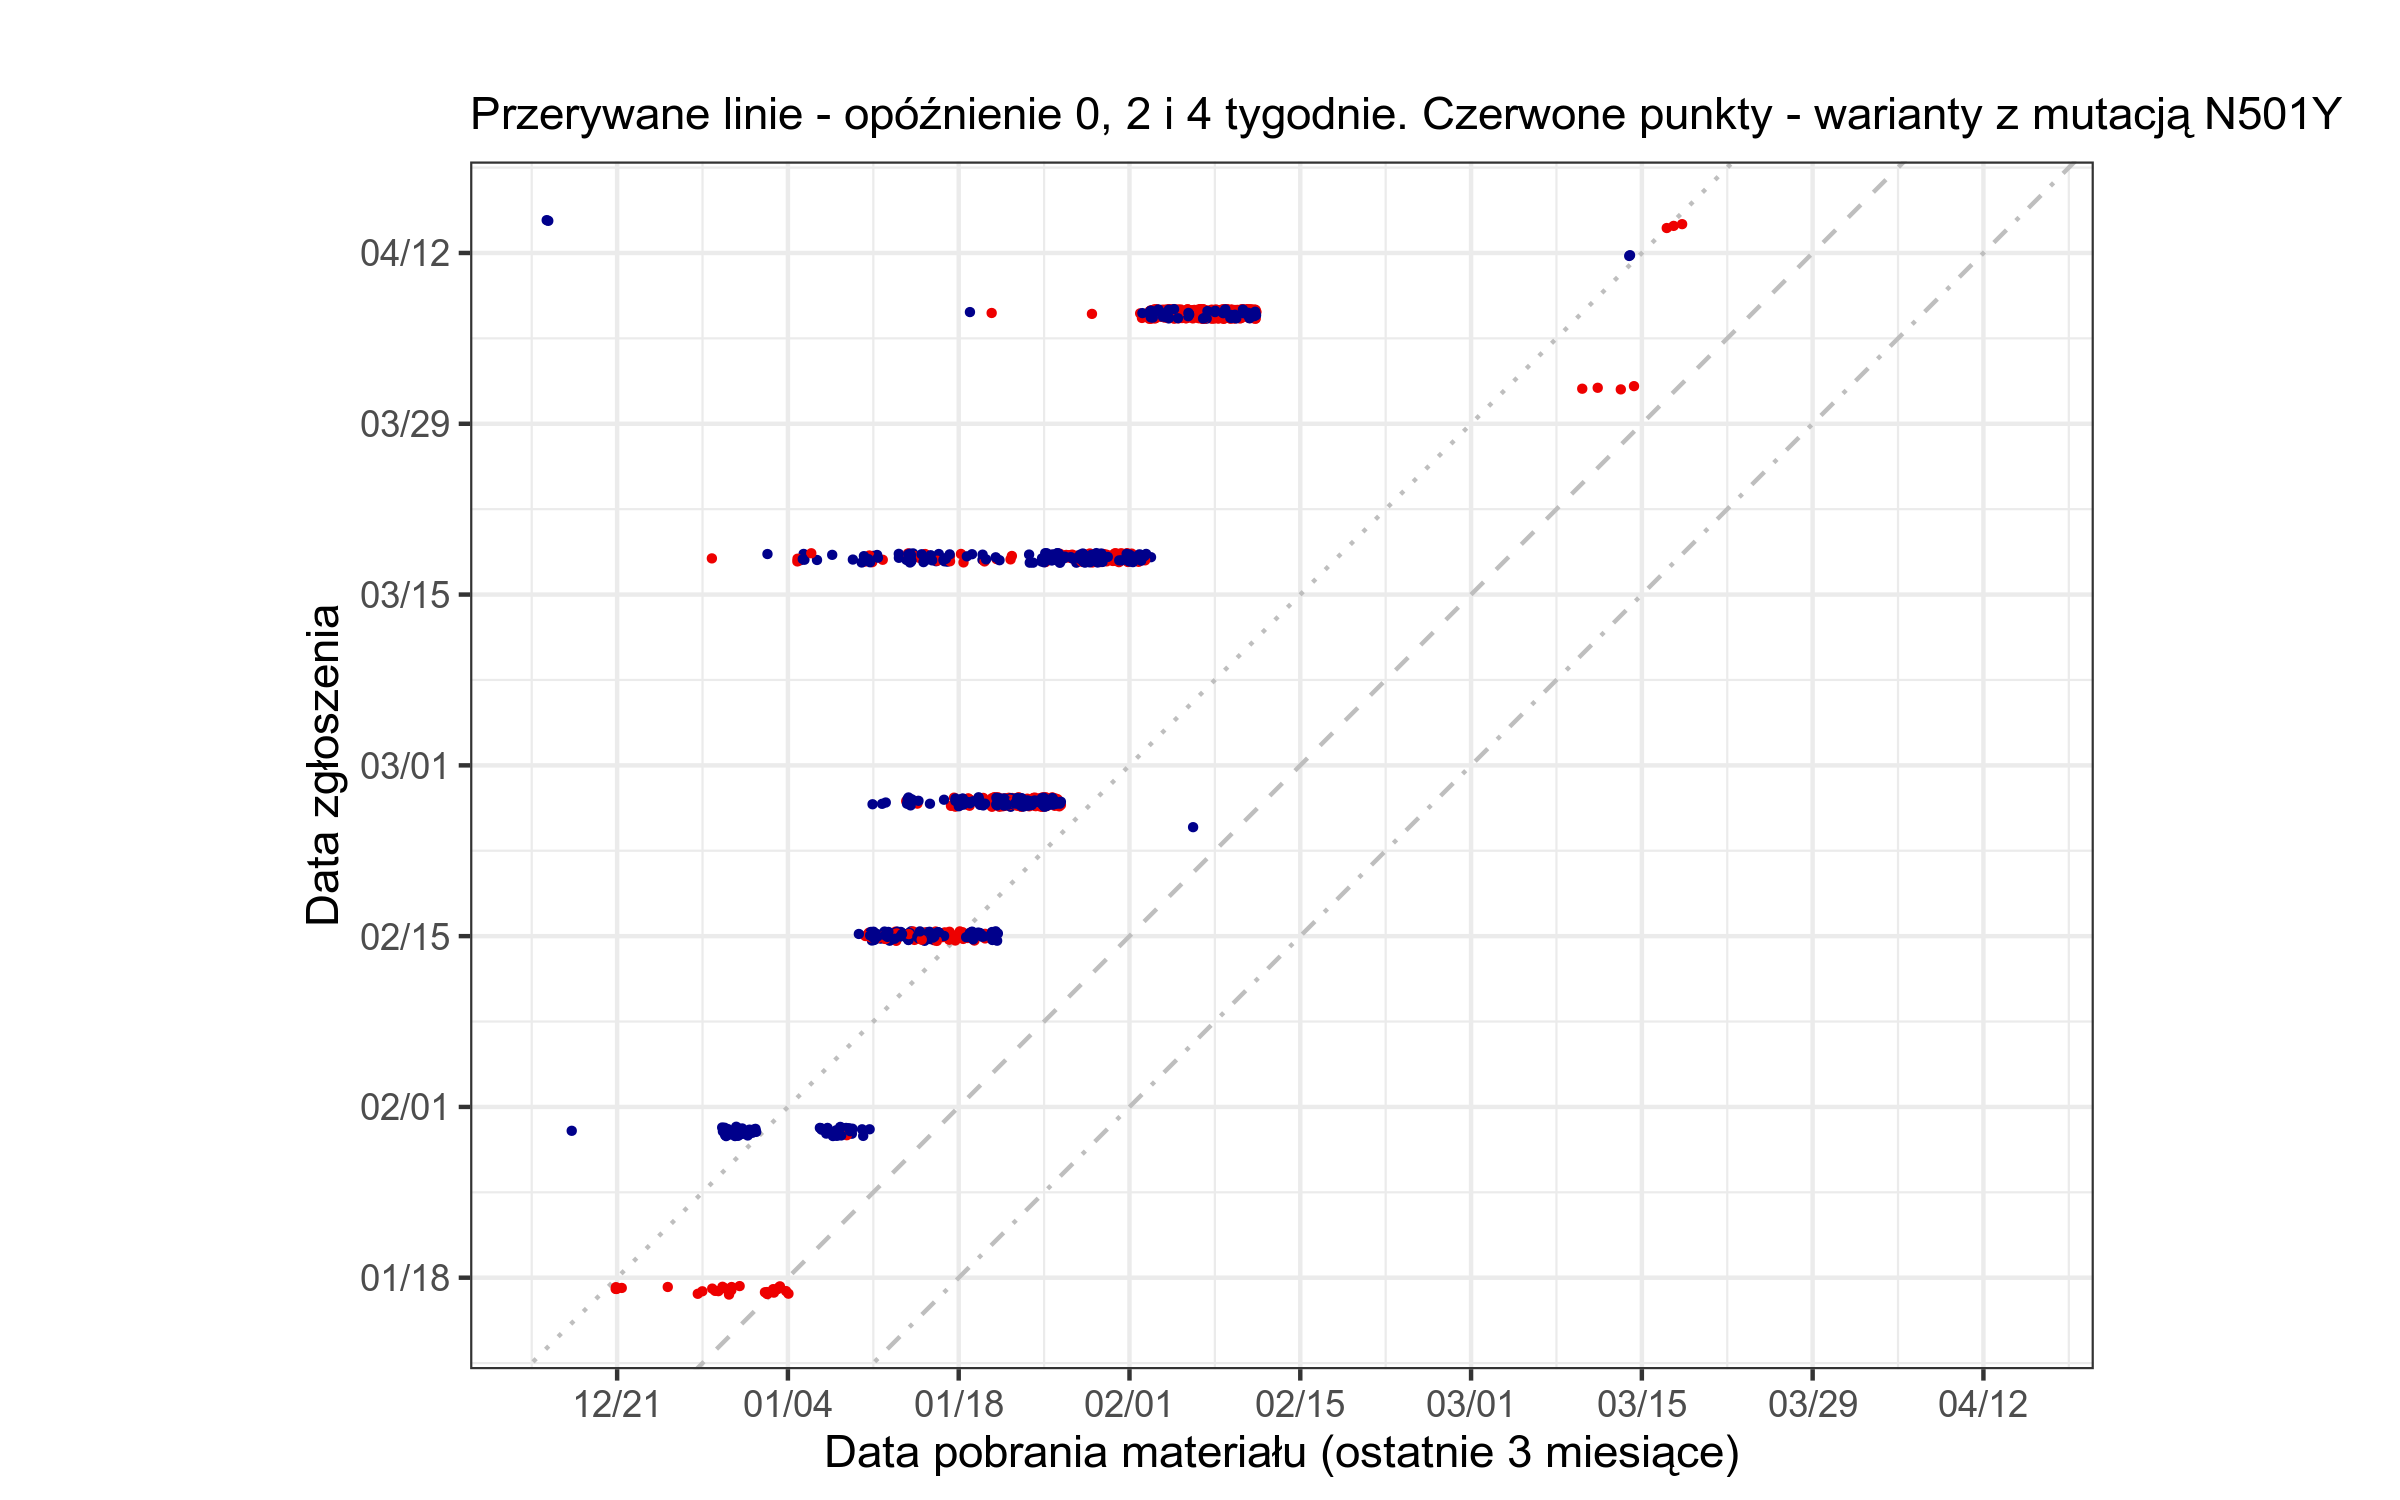 Przerywane linie - opóźnienie 0, 2 i 4 tygodnie. Czerwone punkty - warianty z mutacją N501Y
Data zgłoszenia
04/12
03/29
03/15
03/01
02/15
02/01
01/18
12/21 01/04 01/18 02/01 02/15 03/01 03/15 03/29 04/12
Data pobrania materiału (ostatnie 3 miesiące)